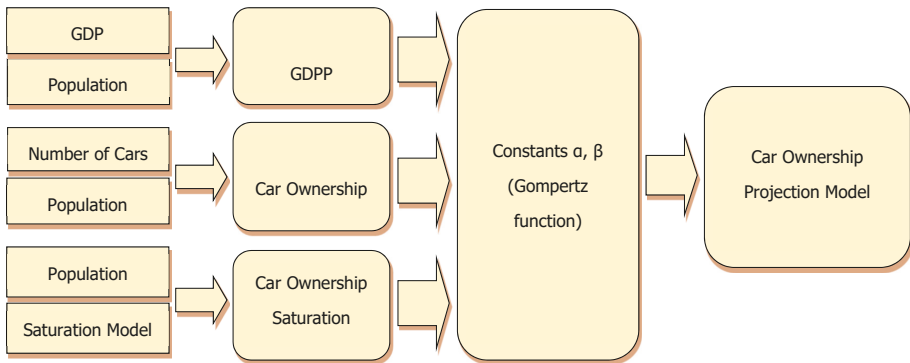 GDP
Population
GDPP
Number of Cars
Population
Car Ownership
Population
Saturation Model
Car Ownership
Saturation
Constants α, β
(Gompertz
function)
Car Ownership
Projection Model